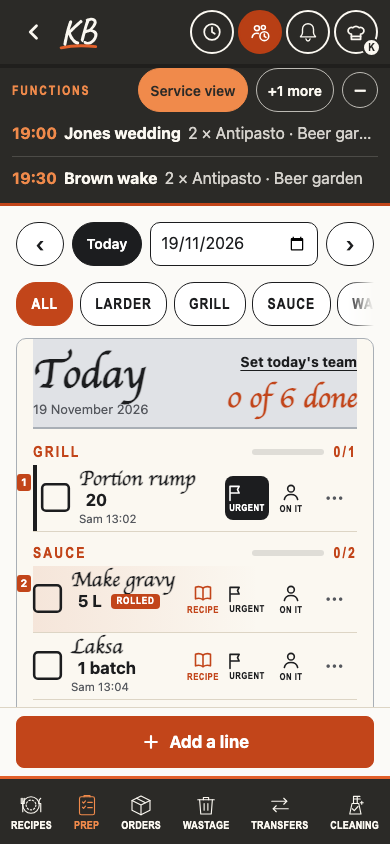 KB
K
FUNCTIONS Service view +1 more
19:00 Jones wedding 2 × Antipasto · Beer gar...
19:30 Brown wake 2 × Antipasto · Beer garden
Today 19/11/2026
ALL LARDER GRILL SAUCE WA
Today Set today's team
19 November 2026 0 of 6 done
GRILL 0/1
1 Portion rump
20 URGENT ON IT
Sam 13:02
SAUCE 0/2
2 Make gravy
5 L ROLLED RECIPE URGENT ON IT
Laksa
1 batch RECIPE URGENT ON IT
Sam 13:04
+ Add a line
RECIPES PREP ORDERS WASTAGE TRANSFERS CLEANING